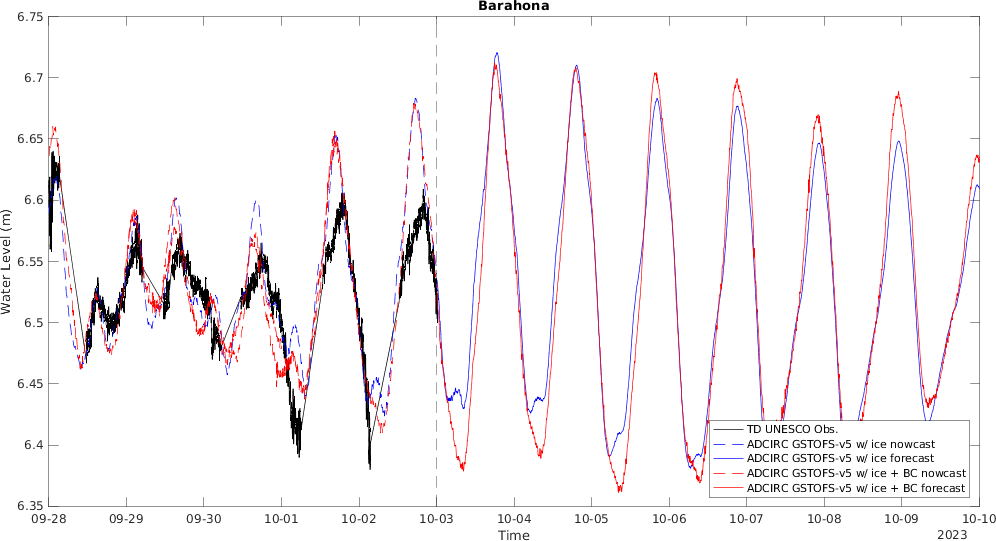 Barahona
Water Level (m)
6.75
6.7
6.65
6.6
6.55
6.5
6.45
6.4
6.35
TD UNESCO Obs.
ADCIRC GSTOFS-v5 w/ ice nowcast
ADCIRC GSTOFS-v5 w/ ice forecast
ADCIRC GSTOFS-v5 w/ ice + BC nowcast
ADCIRC GSTOFS-v5 w/ ice + BC forecast
09-28 09-29 09-30 10-01 10-02 10-03 10-04 10-05 10-06 10-07 10-08 10-09 10-10
Time
2023